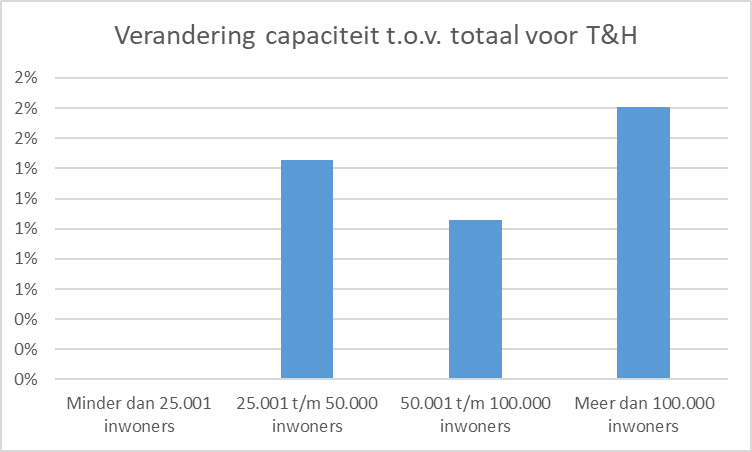 Verandering capaciteit t.o.v. totaal voor T&H
2%
2%
2%
1%
1%
1%
1%
1%
0%
0%
0%
Minder dan 25.001 inwoners
25.001 t/m 50.000 inwoners
50.001 t/m 100.000 inwoners
Meer dan 100.000 inwoners